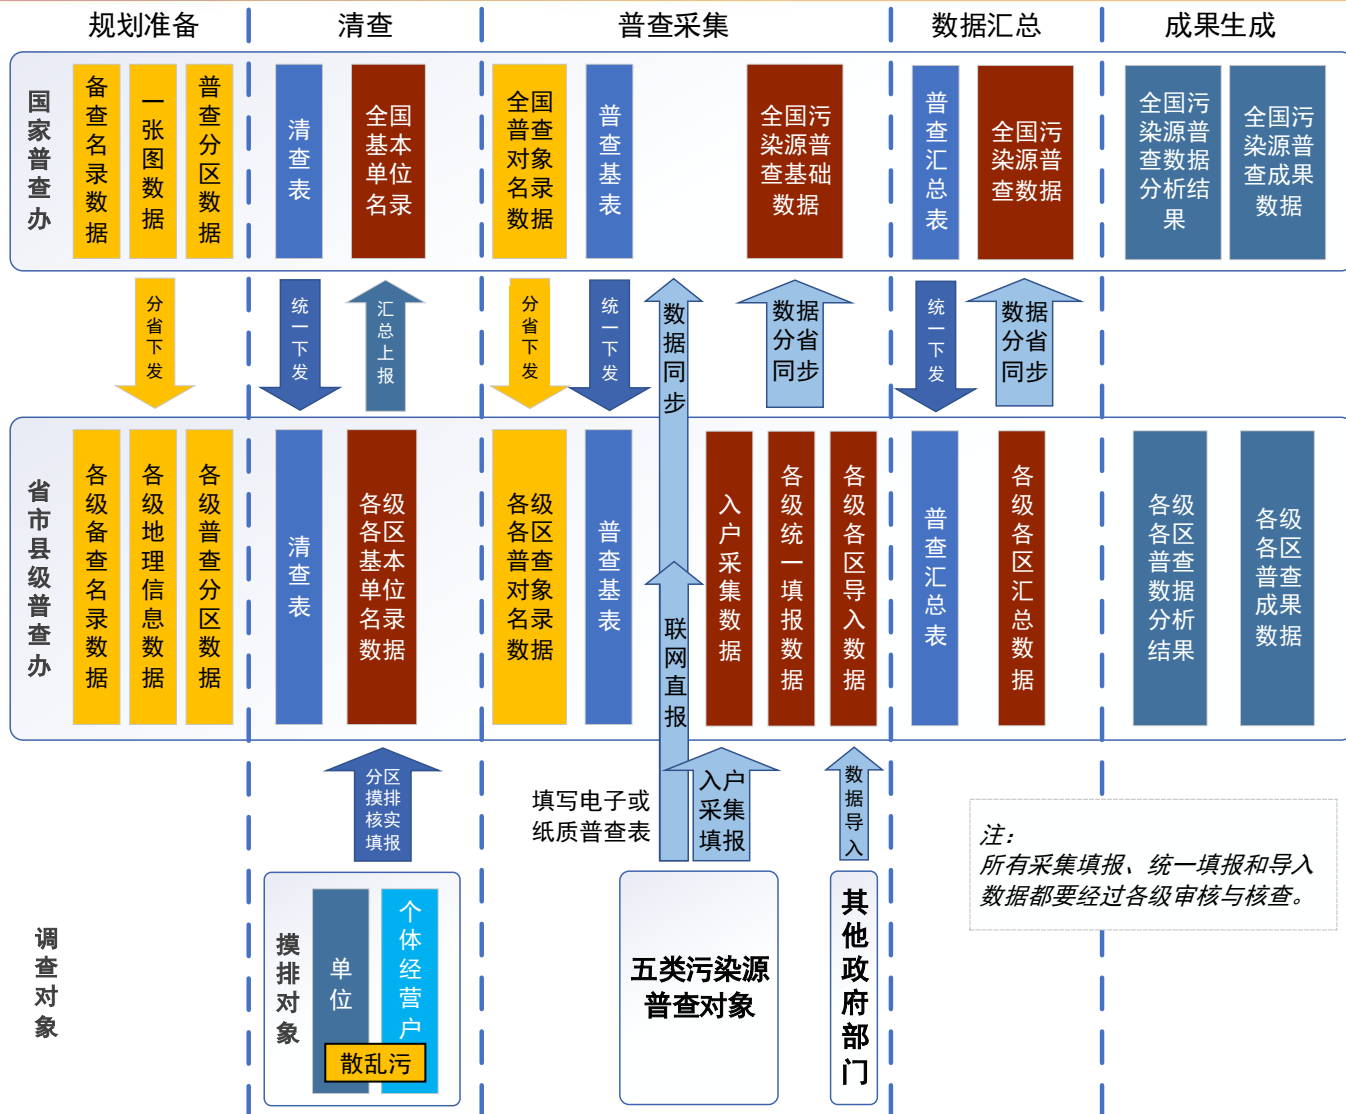 规划准备
清查
普查采集
数据汇总
成果生成
国家普查办
备查名录数据
一张图数据
普查分区数据
清查表
全国
基本
单位
名录
全国
普查
对象
名录
数据
普查基表
全国污
染源普
查基础
数据
普查汇总表
全国污
染源普
查数据
全国污
染源普
查数据
分析结
果
全国污
染源普
查成果
数据
分省下发
统一下发
汇总上报
分省下发
统一下发
数据同步
数据
分省
同步
统一下发
数据
分省
同步
省市县级普查办
各级备查名录数据
各级地理信息数据
各级普查分区数据
清查表
各级
各区
基本
单位
名录
数据
各级
各区
普查
对象
名录
数据
普查基表
联网直报
入户采集数据
各级统一填报数据
各级各区导入数据
普查汇总表
各级各区汇总数据
各级
各区
普查
数据
分析
结果
各级
各区
普查
成果
数据
分区
摸排
核实
填报
填写电子或
纸质普查表
入户
采集
填报
数据导入
注：
所有采集填报、统一填报和导入
数据都要经过各级审核与核查。
调查对象
摸排对象
单位
个体经营户
散乱污
五类污染源
普查对象
其他政府部门